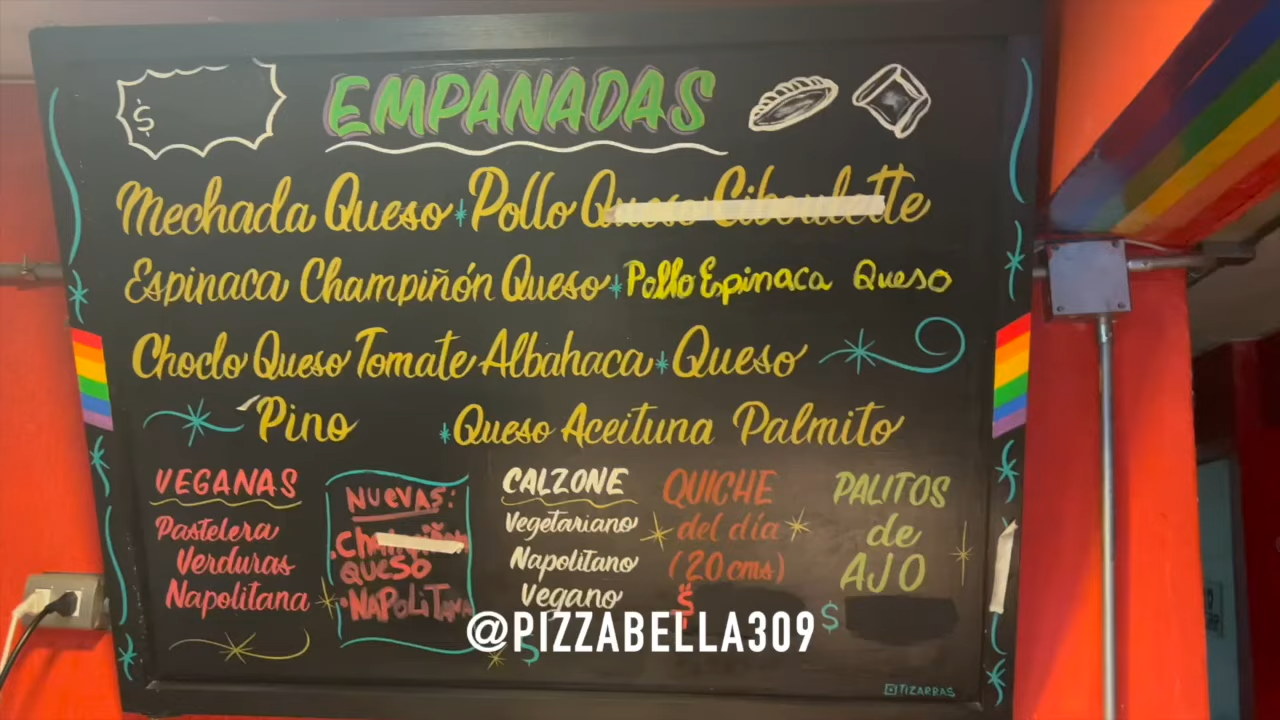 $ EMPANADAS
Mechada Queso * Pollo Queso Ciboulette
Espinaca Champiñón Queso * Pollo Espinaca Queso
Choclo Queso Tomate Albahaca * Queso
Pino * Queso Aceituna Palmito
VEGANAS
Pastelera
Verduras
Napolitana
NUEVAS:
. Champiñon
QUESO
· NAPOLITANA
CALZONE
Vegetariano
Napolitano
Vegano
$
QUICHE
del día
(20 cms)
$
PALITOS
de
AJO
$
@PIZZABELLA309
TIZARRAS